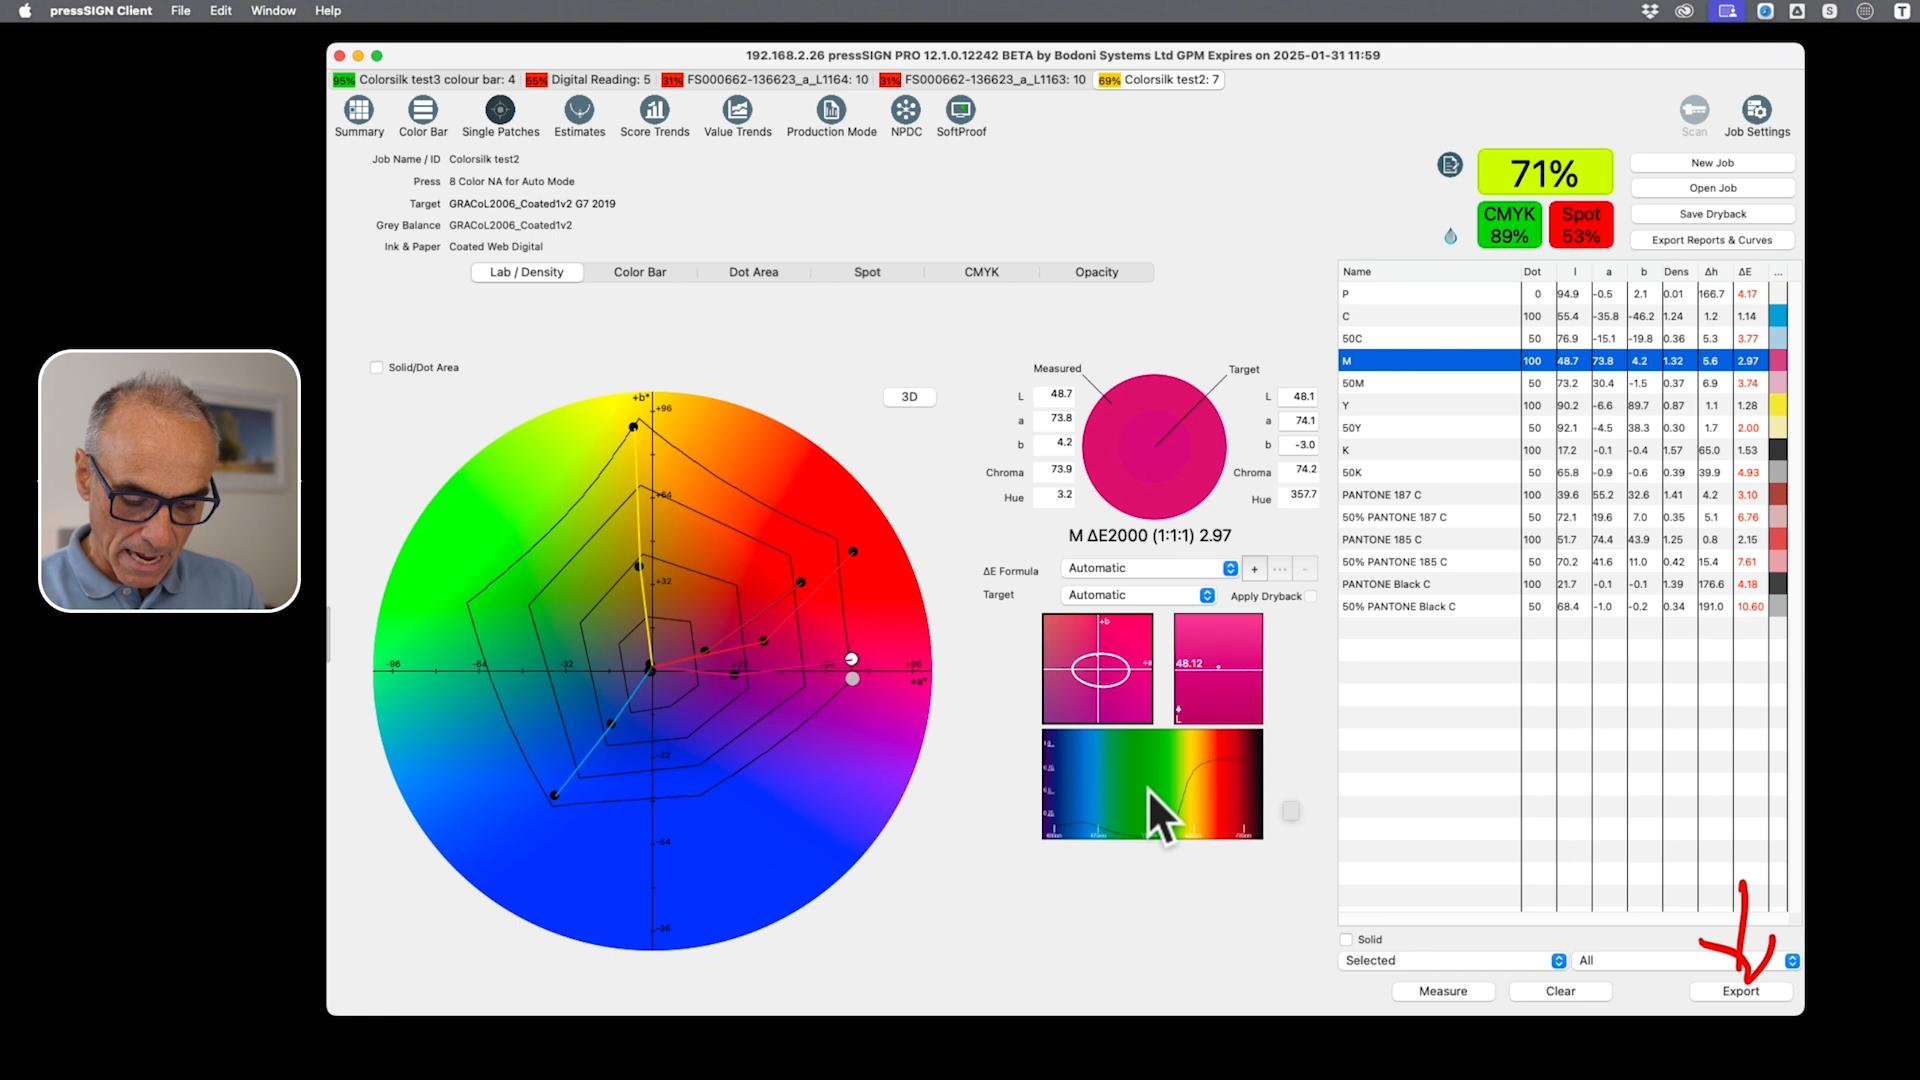 pressSIGN Client File Edit Window Help
192.168.2.26 pressSIGN PRO 12.1.0.12242 BETA by Bodoni Systems Ltd GPM Expires on 2025-01-31 11:59
95% Colorsilk test3 colour bar: 4 55% Digital Reading: 5 31% FS000662-136623_a_L1164: 10 31% FS000662-136623_a_L1163: 10 69% Colorsilk test2: 7
Summary Color Bar Single Patches Estimates Score Trends Value Trends Production Mode NPDC SoftProof Scan Job Settings
Job Name / ID Colorsilk test2
Press 8 Color NA for Auto Mode
Target GRACoL2006_Coated1v2 G7 2019
Grey Balance GRACoL2006_Coated1v2
Ink & Paper Coated Web Digital
71%
CMYK 89%
Spot 53%
New Job
Open Job
Save Dryback
Export Reports & Curves
Lab / Density Color Bar Dot Area Spot CMYK Opacity
Solid/Dot Area
3D
+b*
+96
+64
+32
-96 -64 -32 +32 +96
+a*
-32
-64
-96
Measured Target
L 48.7 L 48.1
a 73.8 a 74.1
b 4.2 b -3.0
Chroma 73.9 Chroma 74.2
Hue 3.2 Hue 357.7
M ΔE2000 (1:1:1) 2.97
ΔE Formula Automatic + ... -
Target Automatic Apply Dryback
+b
+a
48.12
L
Name Dot l a b Dens Δh ΔE ...
P 0 94.9 -0.5 2.1 0.01 166.7 4.17
C 100 55.4 -35.8 -46.2 1.24 1.2 1.14
50C 50 76.9 -15.1 -19.8 0.36 5.3 3.77
M 100 48.7 73.8 4.2 1.32 5.6 2.97
50M 50 73.2 30.4 -1.5 0.37 6.9 3.74
Y 100 90.2 -6.6 89.7 0.87 1.1 1.28
50Y 50 92.1 -4.5 38.3 0.30 1.7 2.00
K 100 17.2 -0.1 -0.4 1.57 65.0 1.53
50K 50 65.8 -0.9 -0.6 0.39 39.9 4.93
PANTONE 187 C 100 39.6 55.2 32.6 1.41 4.2 3.10
50% PANTONE 187 C 50 72.1 19.6 7.0 0.35 5.1 6.76
PANTONE 185 C 100 51.7 74.4 43.9 1.25 0.8 2.15
50% PANTONE 185 C 50 70.2 41.6 11.0 0.42 15.4 7.61
PANTONE Black C 100 21.7 -0.1 -0.1 1.39 176.6 4.18
50% PANTONE Black C 50 68.4 -1.0 -0.2 0.34 191.0 10.60
Solid
Selected All
Measure Clear Export